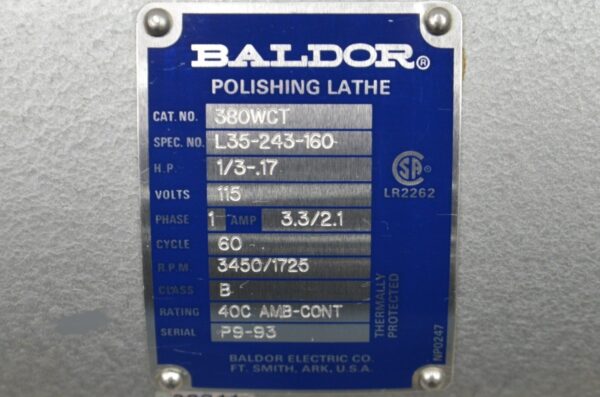 BALDOR®
POLISHING LATHE
CAT. NO. 380WCT
SPEC. NO. L35-243-160
H.P. 1/3-.17
VOLTS 115
PHASE 1 AMP 3.3/2.1
CYCLE 60
R.P.M 3450/1725
CLASS B
RATING 40C AMB-CONT
SERIAL P9-93
BALDOR ELECTRIC CO.
FT. SMITH, ARK. U.S.A.
SA
LR2262
THERMALLY
PROTECTED
NP0247